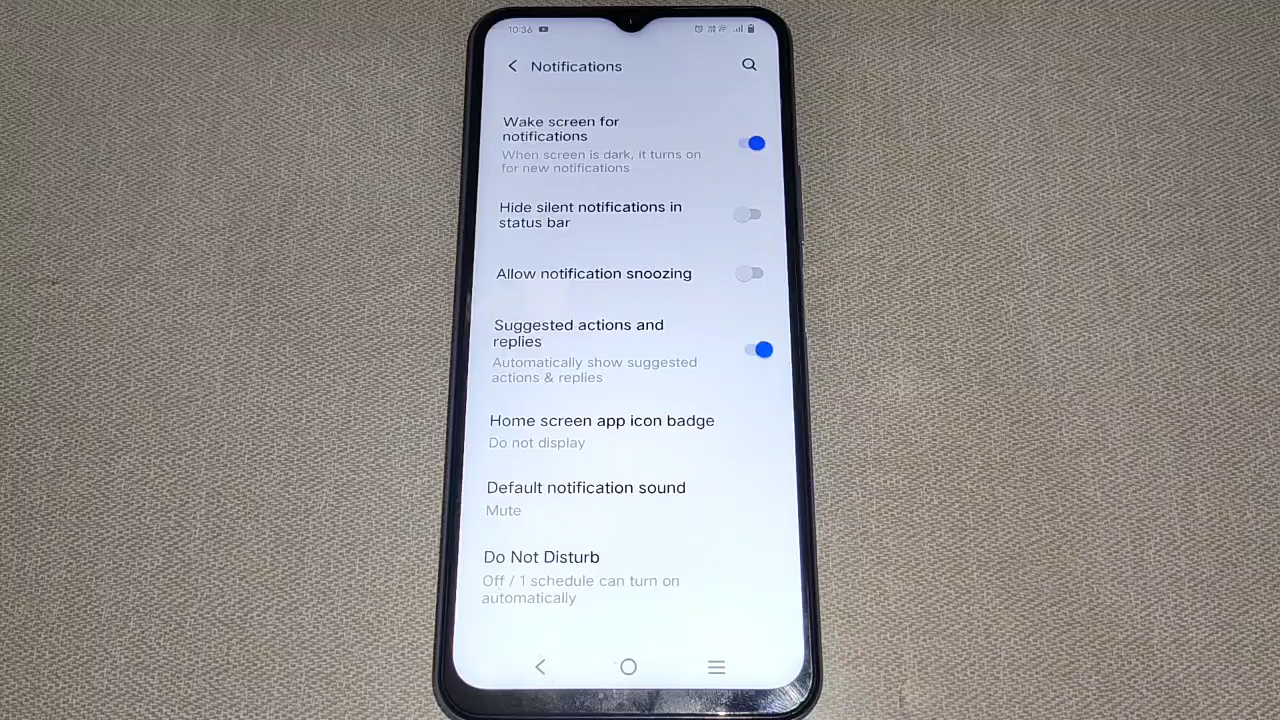 10:36
Notifications
Wake screen for
notifications
When screen is dark, it turns on
for new notifications
Hide silent notifications in
status bar
Allow notification snoozing
Suggested actions and
replies
Automatically show suggested
actions & replies
Home screen app icon badge
Do not display
Default notification sound
Mute
Do Not Disturb
Off / 1 schedule can turn on
automatically